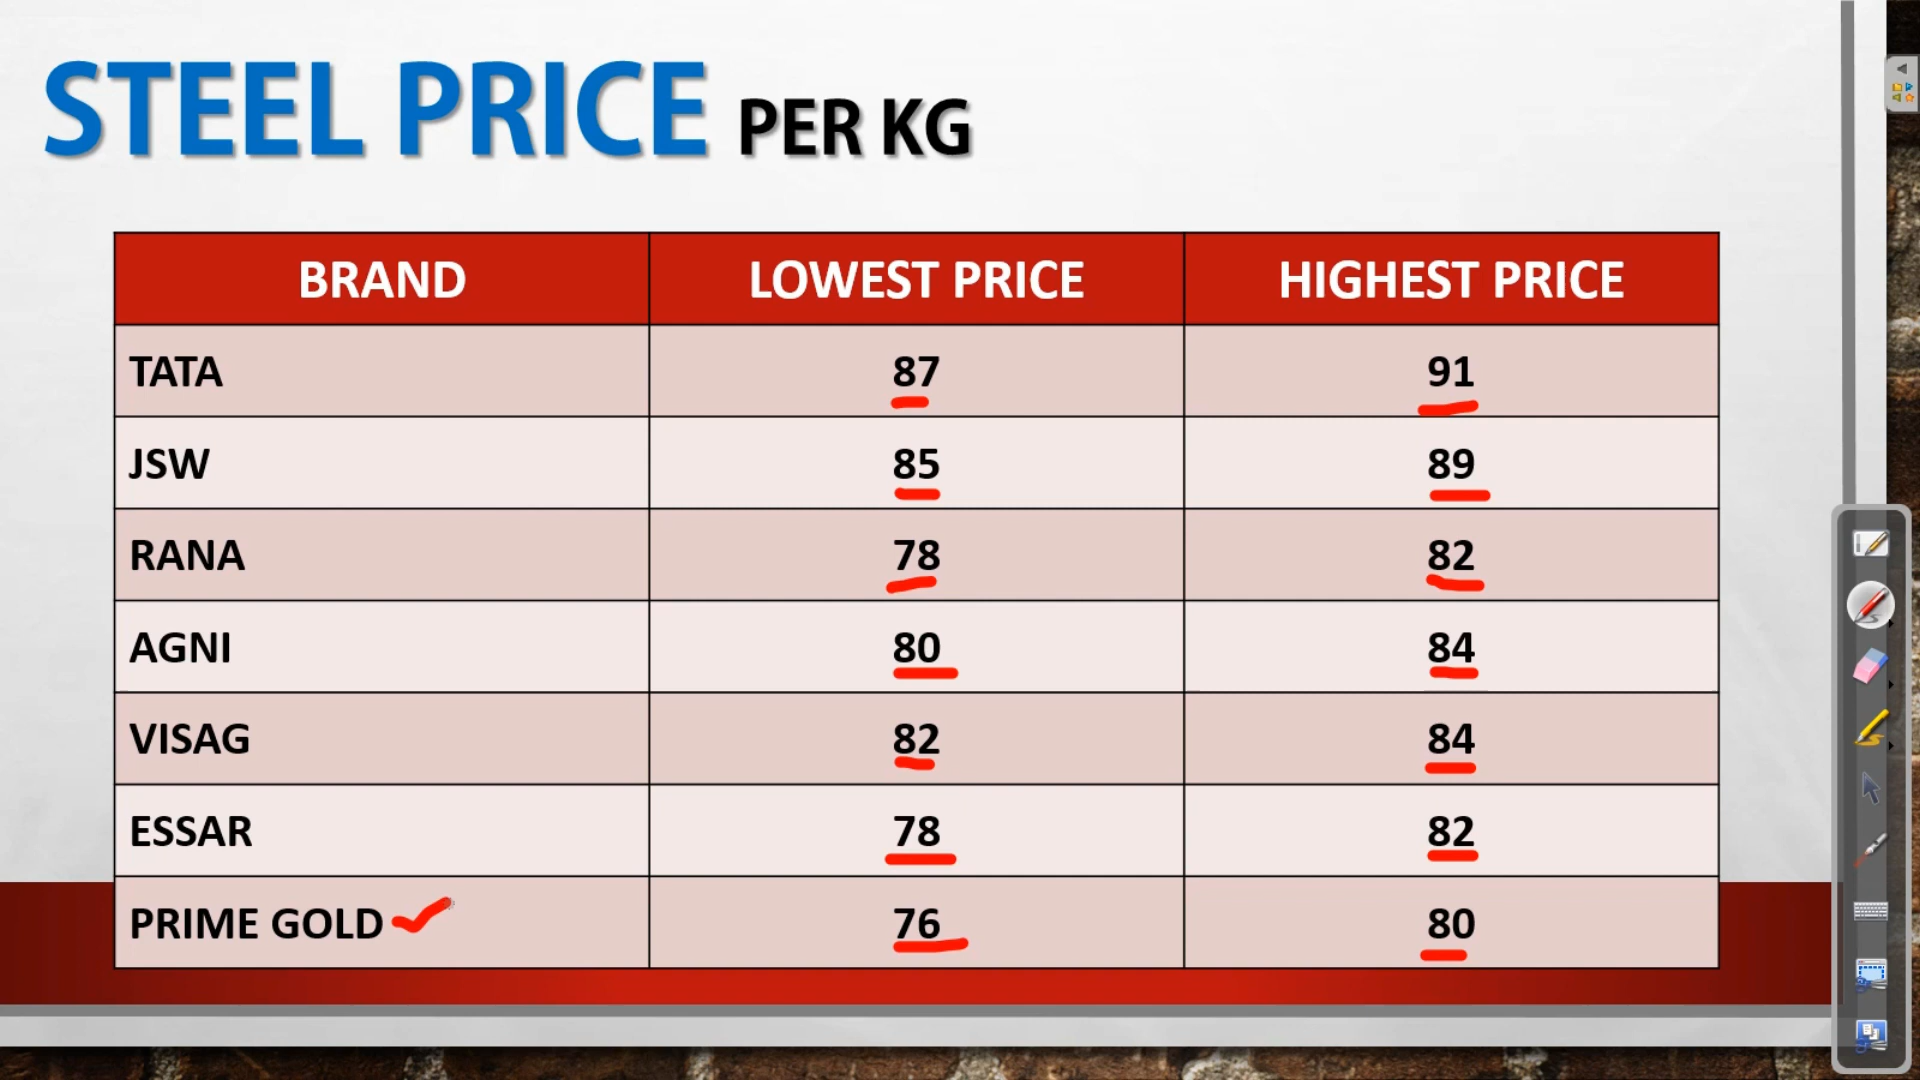 STEEL PRICE PER KG
BRAND LOWEST PRICE HIGHEST PRICE
TATA 87 91
JSW 85 89
RANA 78 82
AGNI 80 84
VISAG 82 84
ESSAR 78 82
PRIME GOLD 76 80